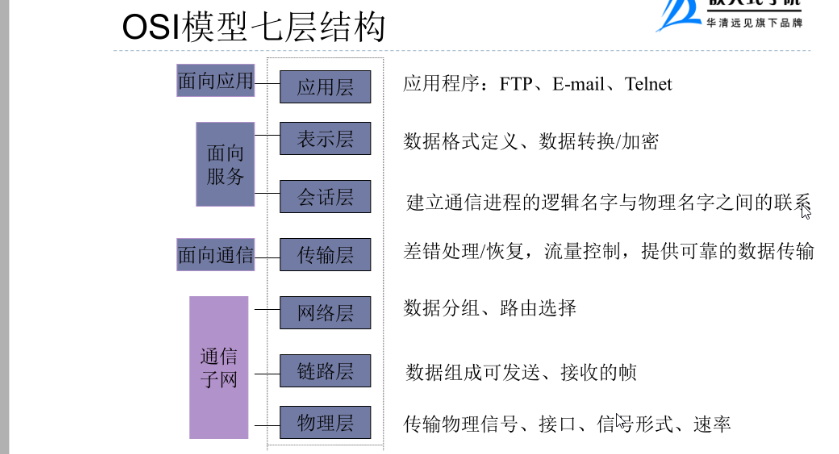 OSI模型七层结构
华清远见旗下品牌
面向应用
应用层
应用程序：FTP、E-mail、Telnet
面向
服务
表示层
数据格式定义、数据转换/加密
会话层
建立通信进程的逻辑名字与物理名字之间的联系
面向通信
传输层
差错处理/恢复，流量控制，提供可靠的数据传输
通信
子网
网络层
数据分组、路由选择
链路层
数据组成可发送、接收的帧
物理层
传输物理信号、接口、信号形式、速率